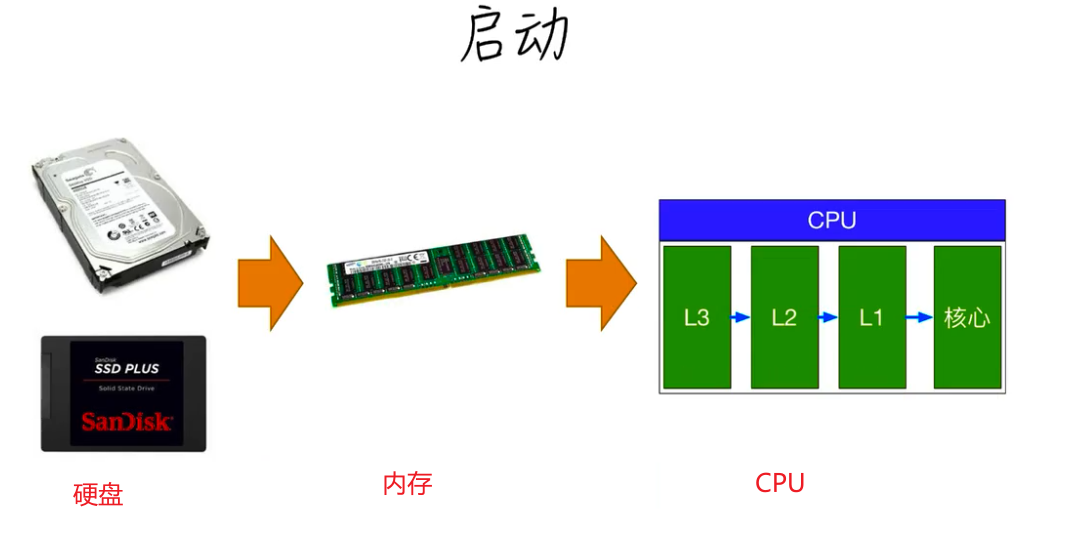 启动
CPU
L3
L2
L1
核心
SanDisk
SSD PLUS
Solid State Drive
SanDisk
硬盘
内存
CPU